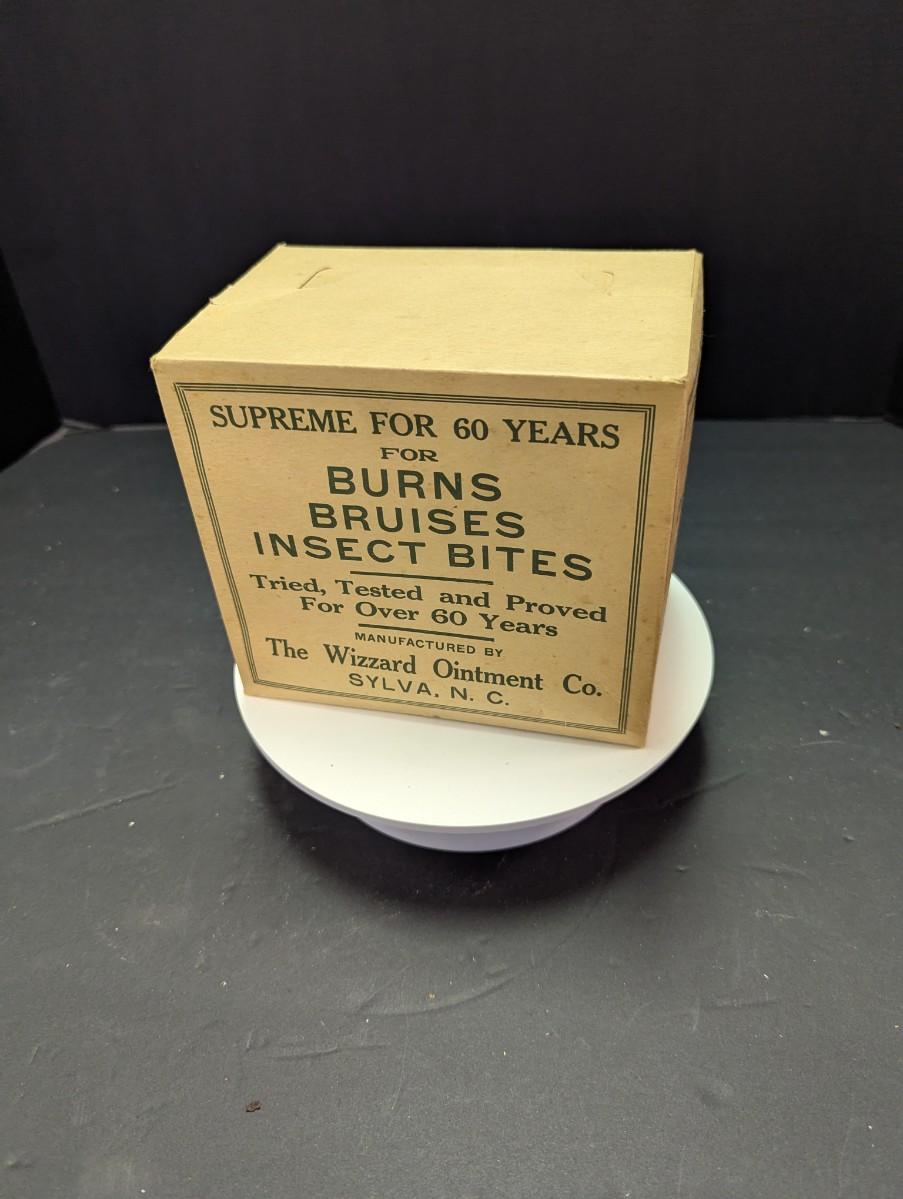 SUPREME FOR 60 YEARS
FOR
BURNS
BRUISES
INSECT BITES
Tried, Tested and Proved
For Over 60 Years
MANUFACTURED BY
The Wizzard Ointment Co.
SYLVA, N. C.